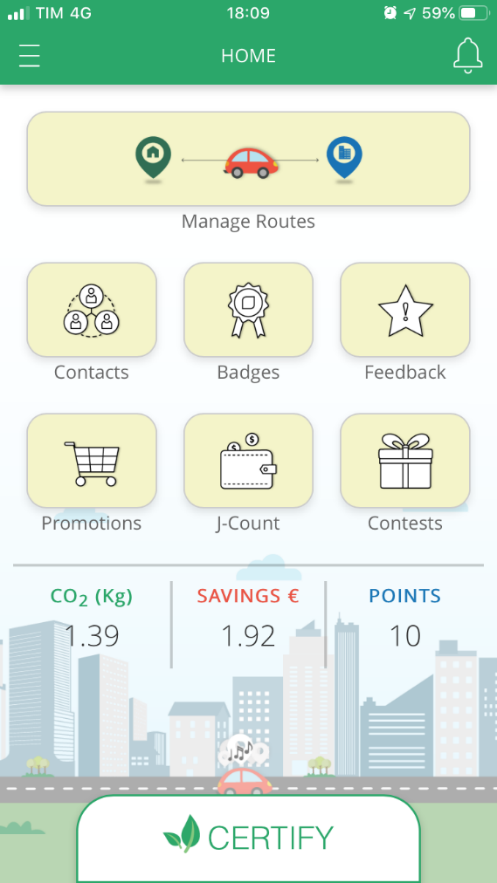 TIM 4G 18:09 59%
HOME
Manage Routes
Contacts Badges Feedback
Promotions J-Count Contests
CO₂ (Kg) SAVINGS € POINTS
1.39 1.92 10
CERTIFY